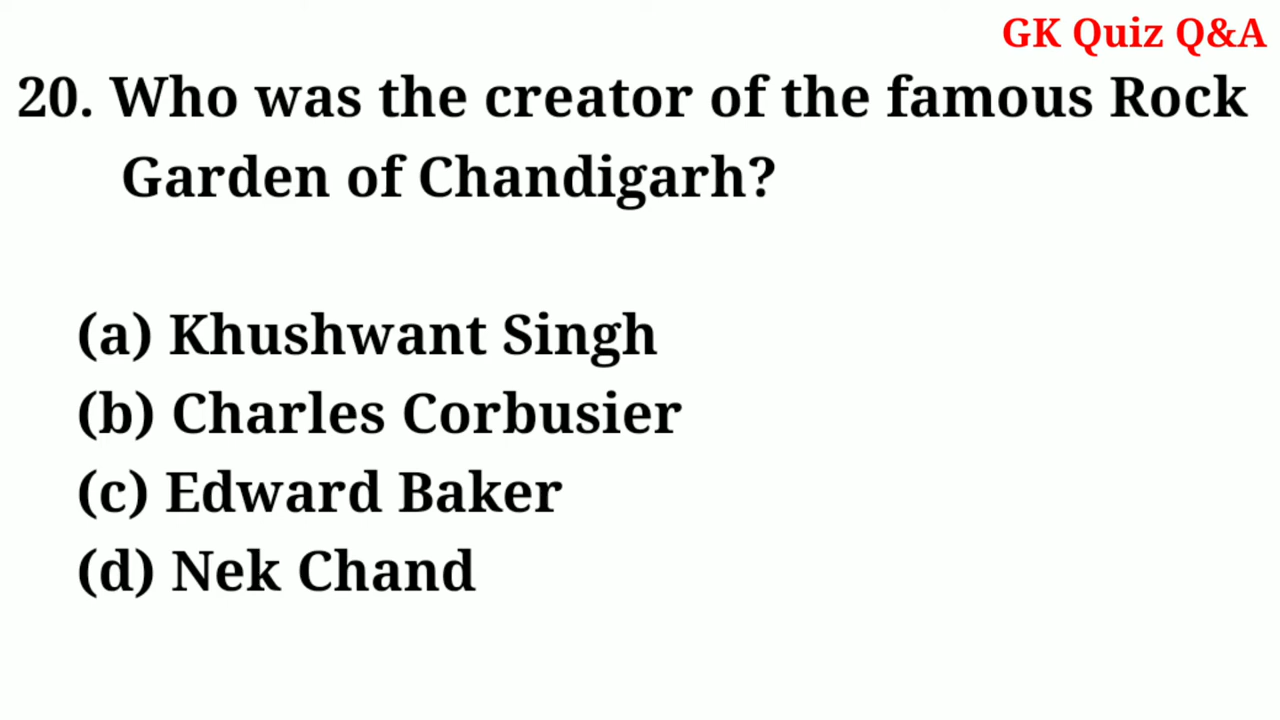 GK Quiz Q&A
20. Who was the creator of the famous Rock
Garden of Chandigarh?
(a) Khushwant Singh
(b) Charles Corbusier
(c) Edward Baker
(d) Nek Chand